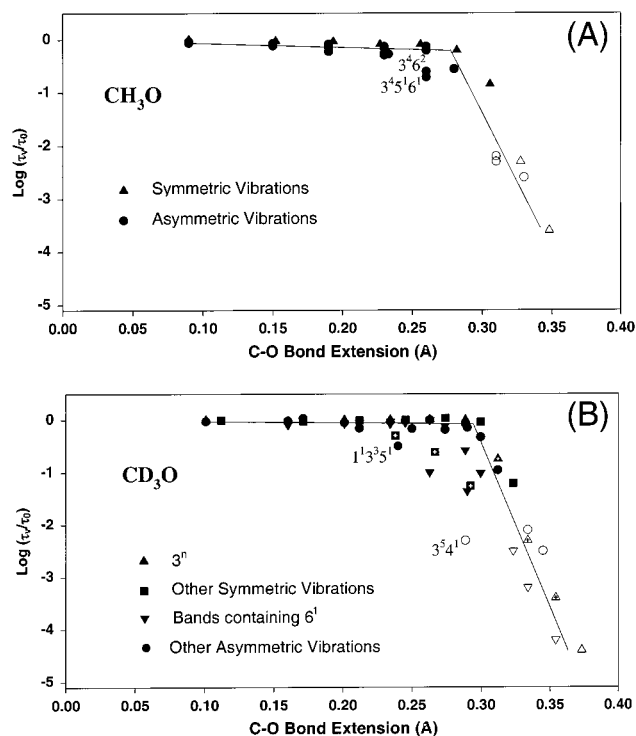 (A)
0
-1
-2
-3
-4
-5
Log (τv/τ0)
CH3O
3⁴6²
3⁴5¹6¹
▲ Symmetric Vibrations
● Asymmetric Vibrations
0.00 0.05 0.10 0.15 0.20 0.25 0.30 0.35 0.40
C-O Bond Extension (A)
(B)
0
-1
-2
-3
-4
-5
Log (τv/τ0)
1¹3³5¹
CD3O
3⁵4¹
▲ 3ⁿ
■ Other Symmetric Vibrations
▼ Bands containing 6¹
● Other Asymmetric Vibrations
0.00 0.05 0.10 0.15 0.20 0.25 0.30 0.35 0.40
C-O Bond Extension (A)